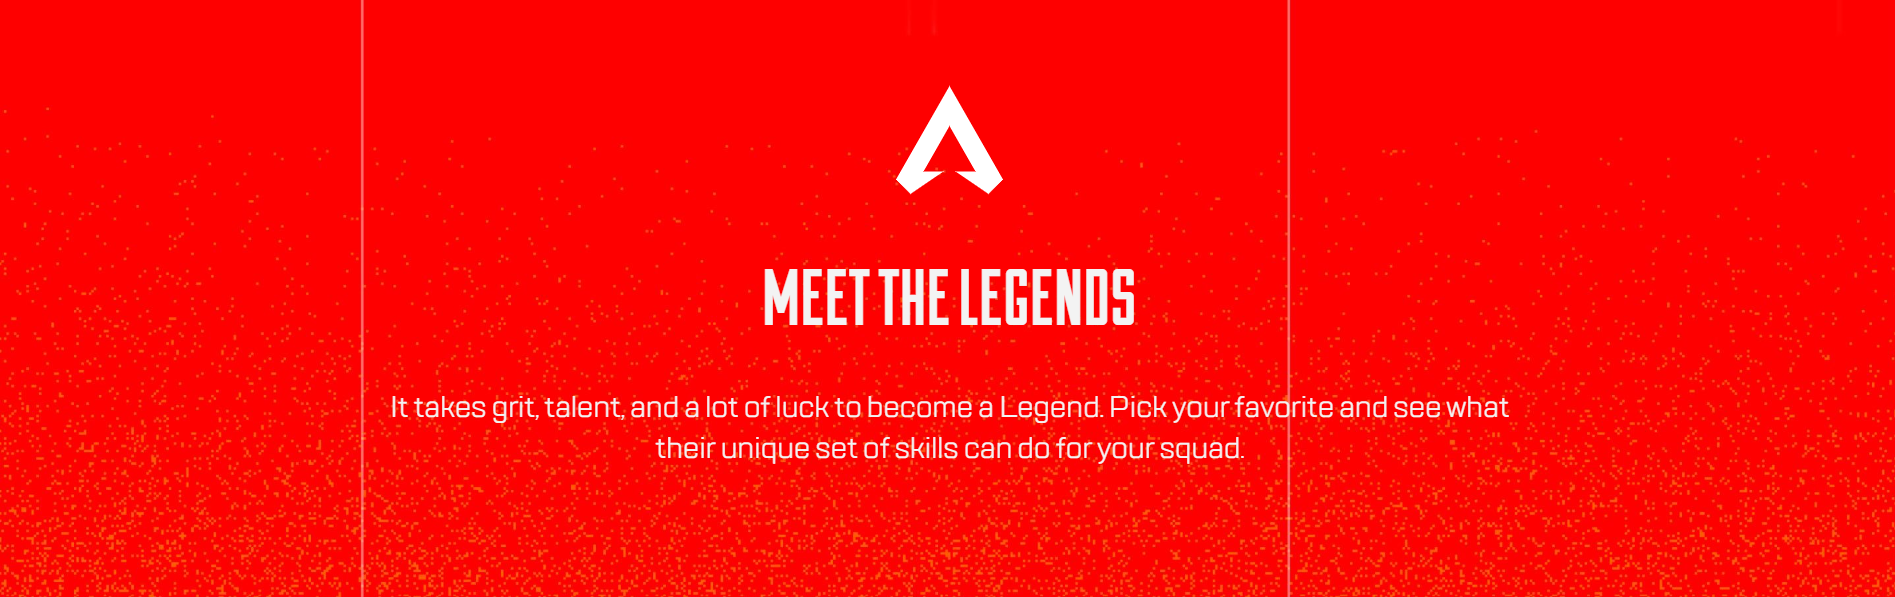 MEET THE LEGENDS
It takes grit, talent, and a lot of luck to become a Legend. Pick your favorite and see what
their unique set of skills can do for your squad.